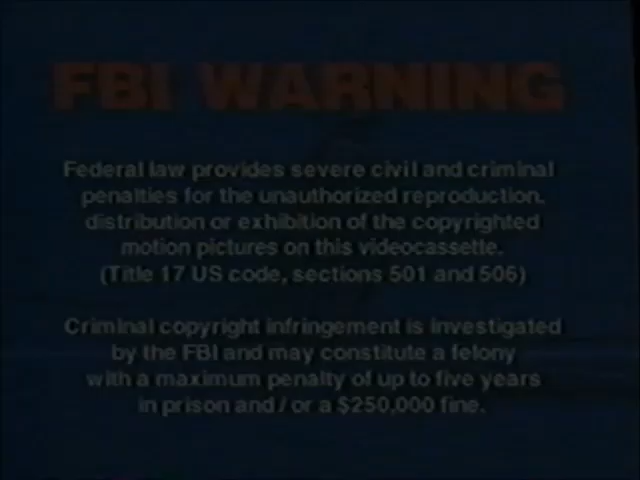 FBI WARNING
Federal law provides severe civil and criminal
penalties for the unauthorized reproduction,
distribution or exhibition of the copyrighted
motion pictures on this videocassette.
(Title 17 US code, sections 501 and 506)
Criminal copyright infringement is investigated
by the FBI and may constitute a felony
with a maximum penalty of up to five years
in prison and / or a $250,000 fine.